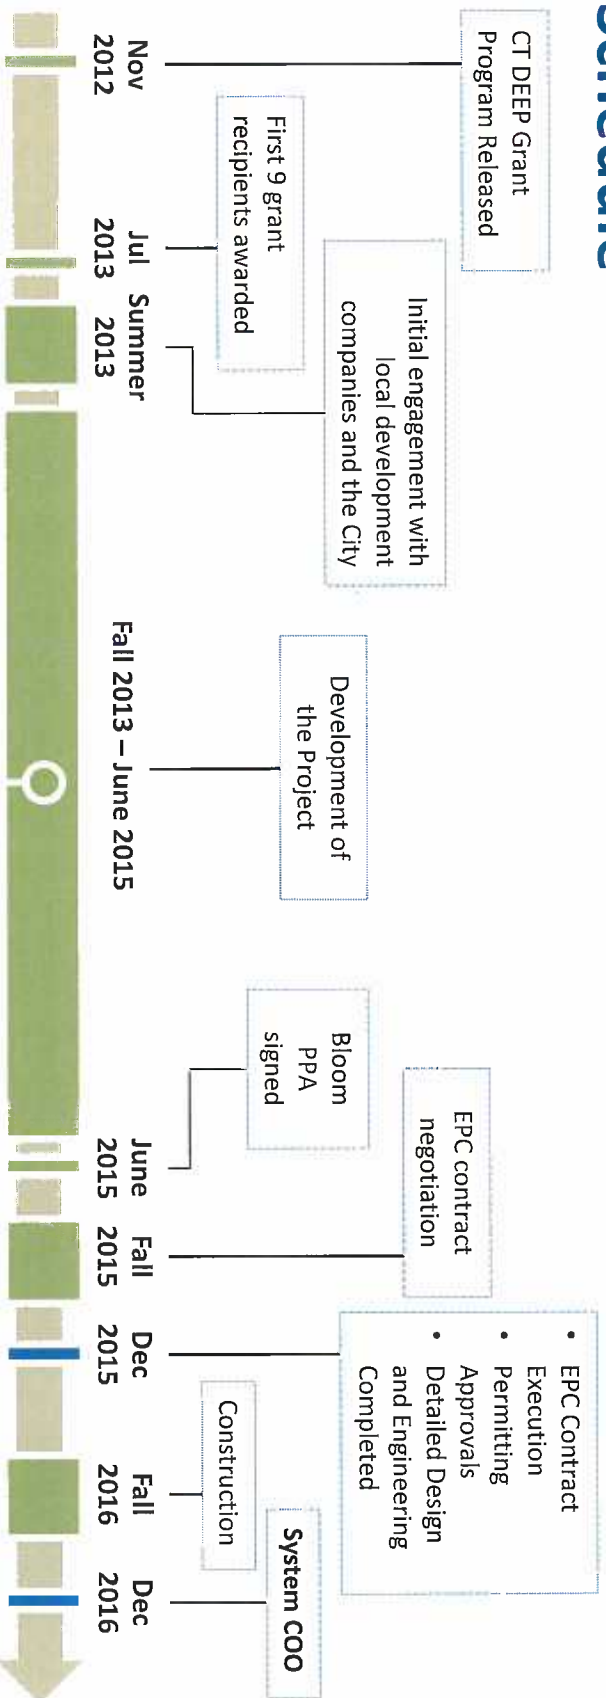 CT DEEP Grant
Program Released
Nov
2012
First 9 grant
recipients awarded
Jul
2013
Initial engagement with
local development
companies and the City
Summer
2013
Development of
the Project
Fall 2013 – June 2015
Bloom
PPA
signed
June
2015
EPC contract
negotiation
Fall
2015
• EPC Contract
Execution
• Permitting
Approvals
• Detailed Design
and Engineering
Completed
Dec
2015
Construction
Fall
2016
System COO
Dec
2016